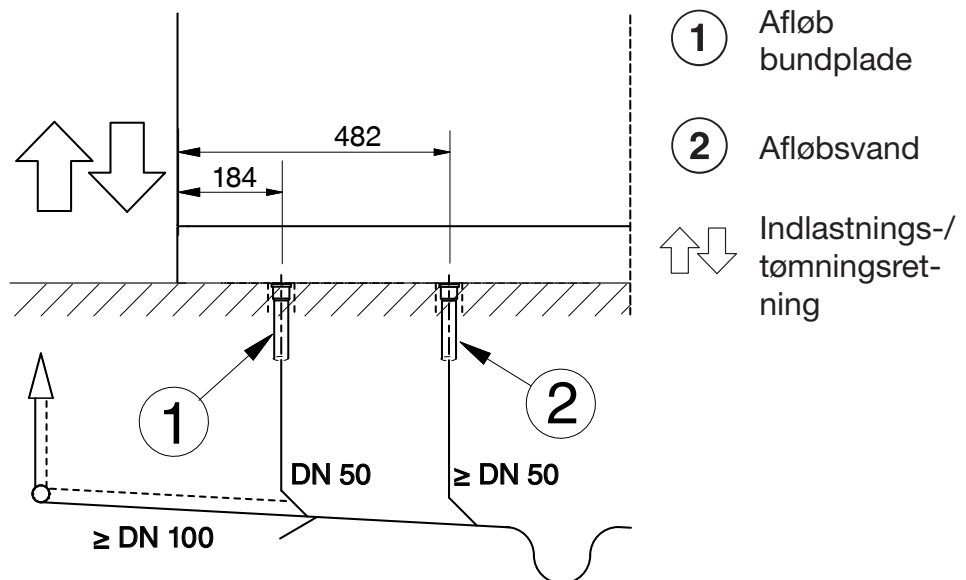 482
184
1
2
DN 50
≥ DN 50
≥ DN 100
1
Afløb
bundplade
2
Afløbsvand
Indlastnings-/
tømningsret-
ning